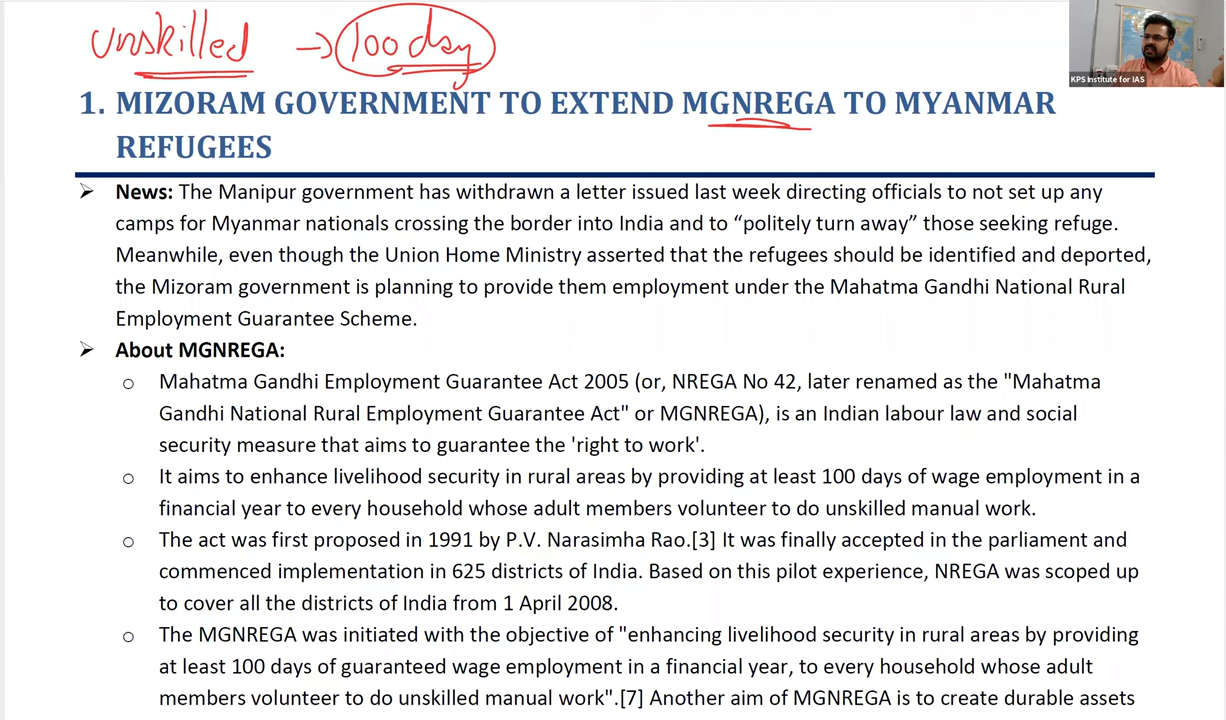 unskilled → 100 day
KPS Institute for IAS
1. MIZORAM GOVERNMENT TO EXTEND MGNREGA TO MYANMAR
REFUGEES
➢ News: The Manipur government has withdrawn a letter issued last week directing officials to not set up any
camps for Myanmar nationals crossing the border into India and to “politely turn away” those seeking refuge.
Meanwhile, even though the Union Home Ministry asserted that the refugees should be identified and deported,
the Mizoram government is planning to provide them employment under the Mahatma Gandhi National Rural
Employment Guarantee Scheme.
➢ About MGNREGA:
o Mahatma Gandhi Employment Guarantee Act 2005 (or, NREGA No 42, later renamed as the "Mahatma
Gandhi National Rural Employment Guarantee Act" or MGNREGA), is an Indian labour law and social
security measure that aims to guarantee the 'right to work'.
o It aims to enhance livelihood security in rural areas by providing at least 100 days of wage employment in a
financial year to every household whose adult members volunteer to do unskilled manual work.
o The act was first proposed in 1991 by P.V. Narasimha Rao.[3] It was finally accepted in the parliament and
commenced implementation in 625 districts of India. Based on this pilot experience, NREGA was scoped up
to cover all the districts of India from 1 April 2008.
o The MGNREGA was initiated with the objective of "enhancing livelihood security in rural areas by providing
at least 100 days of guaranteed wage employment in a financial year, to every household whose adult
members volunteer to do unskilled manual work".[7] Another aim of MGNREGA is to create durable assets